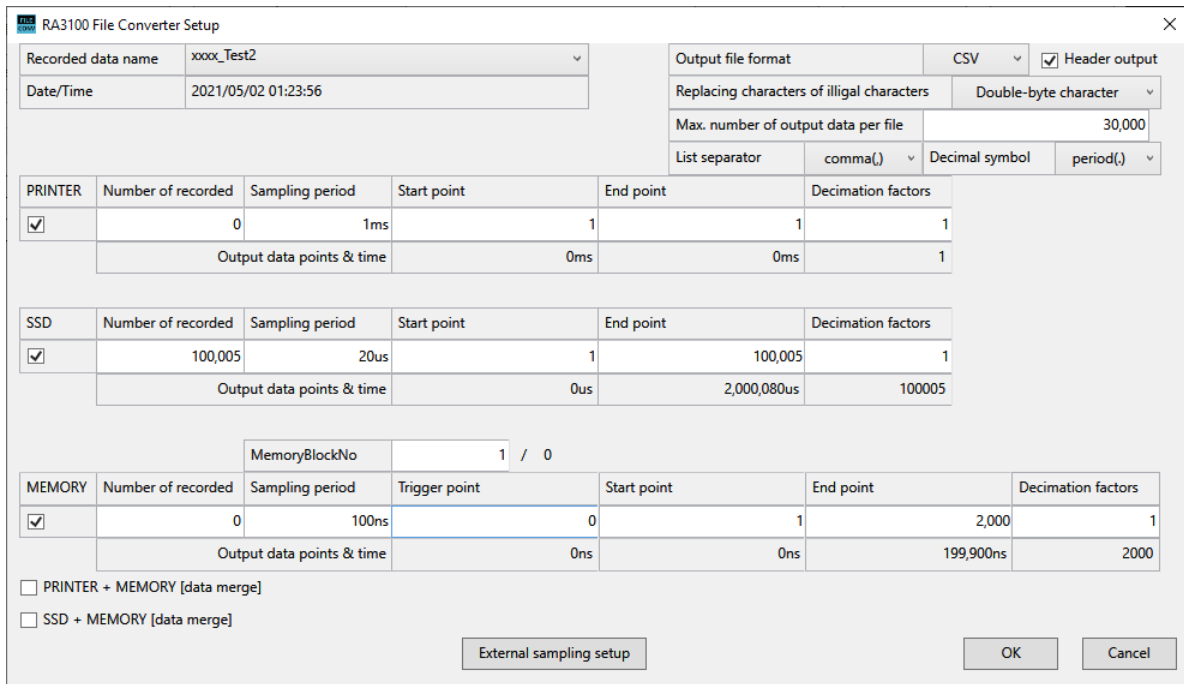 FILE CONV RA3100 File Converter Setup
Recorded data name xxxx_Test2 Output file format CSV Header output
Date/Time 2021/05/02 01:23:56 Replacing characters of illigal characters Double-byte character
Max. number of output data per file 30,000
List separator comma(,) Decimal symbol period(.)
PRINTER Number of recorded Sampling period Start point End point Decimation factors
0 1ms 1 1 1
Output data points & time 0ms 0ms 1
SSD Number of recorded Sampling period Start point End point Decimation factors
100,005 20us 1 100,005 1
Output data points & time 0us 2,000,080us 100005
MemoryBlockNo 1 / 0
MEMORY Number of recorded Sampling period Trigger point Start point End point Decimation factors
0 100ns 0 1 2,000 1
Output data points & time 0ns 0ns 199,900ns 2000
PRINTER + MEMORY [data merge]
SSD + MEMORY [data merge]
External sampling setup OK Cancel